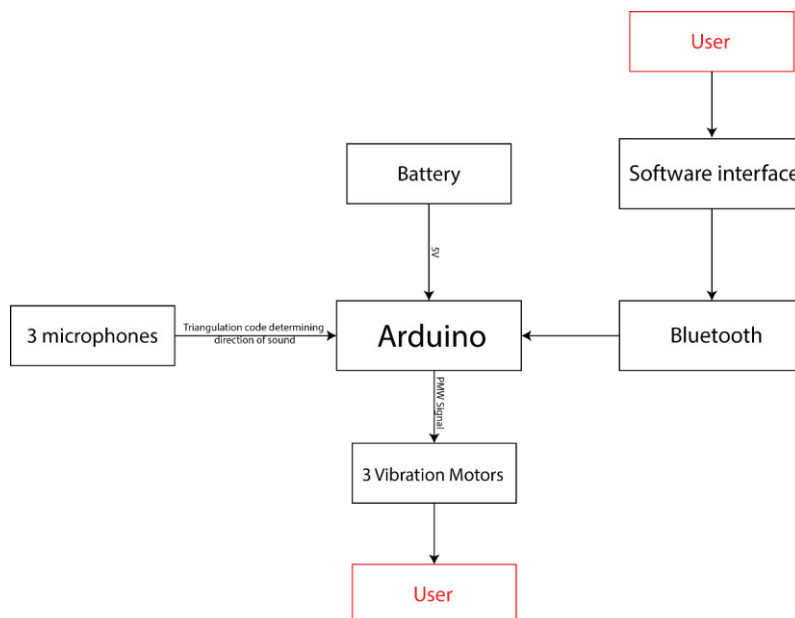 User
Software interface
Battery
5V
3 microphones
Triangulation code determining
direction of sound
Arduino
Bluetooth
PMW Signal
3 Vibration Motors
User